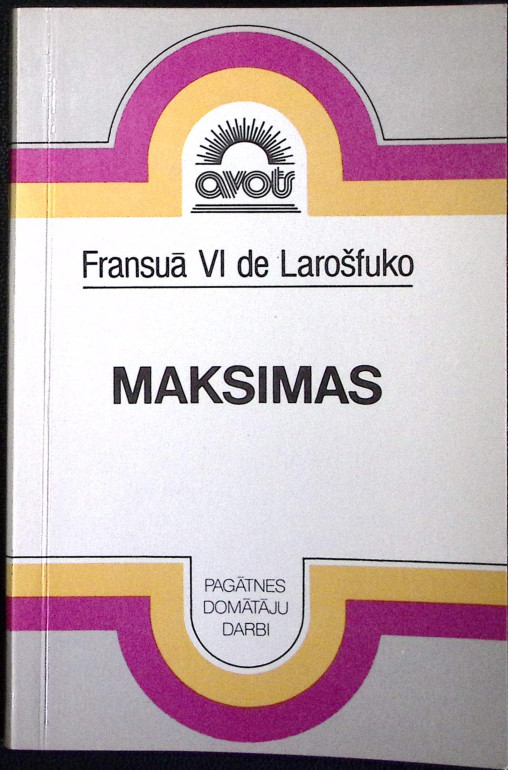 avots
Fransuā VI de Larošfuko
MAKSIMAS
PAGĀTNES
DOMĀTĀJU
DARBI